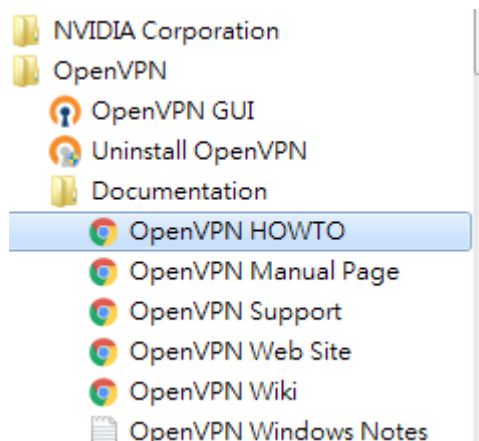 NVIDIA Corporation
OpenVPN
OpenVPN GUI
Uninstall OpenVPN
Documentation
OpenVPN HOWTO
OpenVPN Manual Page
OpenVPN Support
OpenVPN Web Site
OpenVPN Wiki
OpenVPN Windows Notes